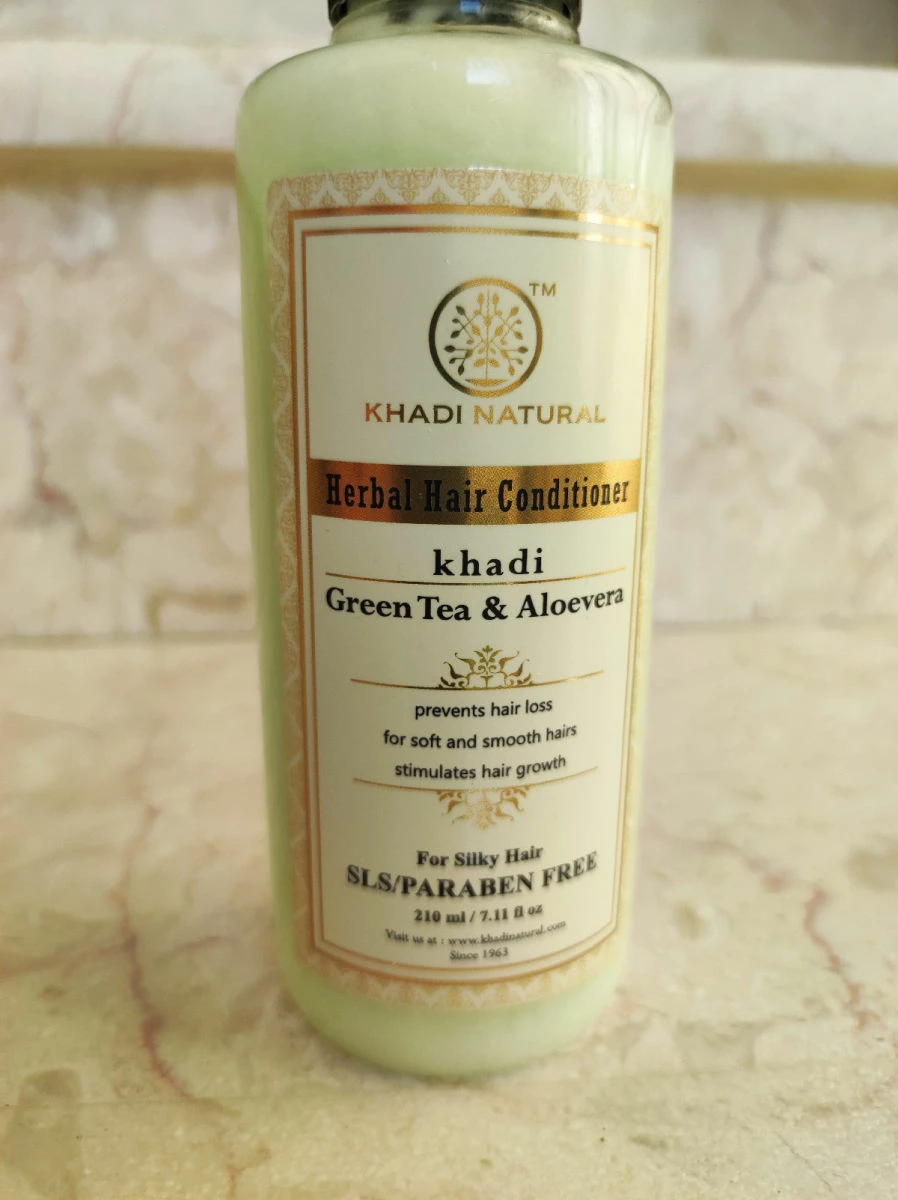 TM
KHADI NATURAL
Herbal Hair Conditioner
khadi
Green Tea & Aloevera
prevents hair loss
for soft and smooth hairs
stimulates hair growth
For Silky Hair
SLS/PARABEN FREE
210 ml / 7.11 fl oz
Visit us at : www.khadinatural.com
Since 1963